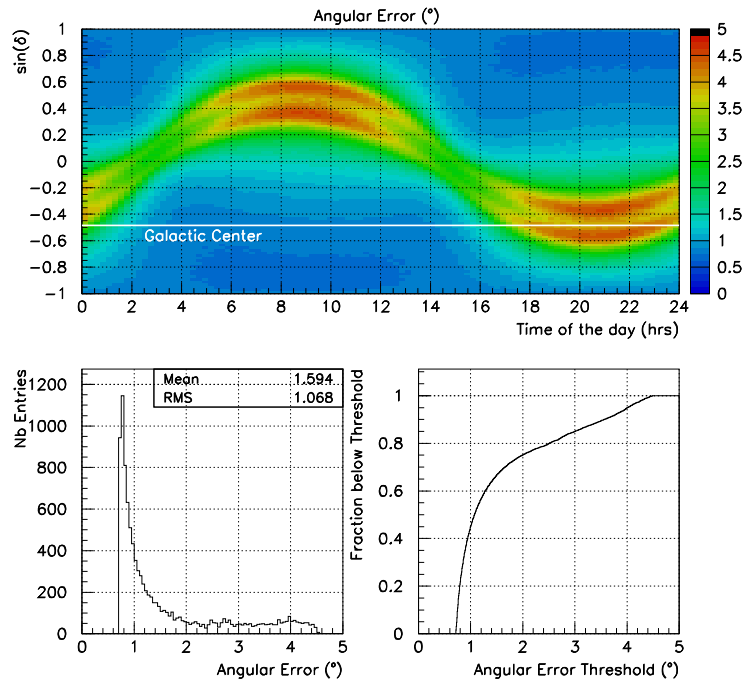 Angular Error (°)
sin(δ)
1
0.8
0.6
0.4
0.2
0
−0.2
−0.4
−0.6
−0.8
−1
Galactic Center
0 2 4 6 8 10 12 14 16 18 20 22 24
Time of the day (hrs)
5
4.5
4
3.5
3
2.5
2
1.5
1
0.5
0
Nb Entries
1200
1000
800
600
400
200
0
Mean 1.594
RMS 1.068
0 1 2 3 4 5
Angular Error (°)
Fraction below Threshold
1
0.8
0.6
0.4
0.2
0
0 1 2 3 4 5
Angular Error Threshold (°)